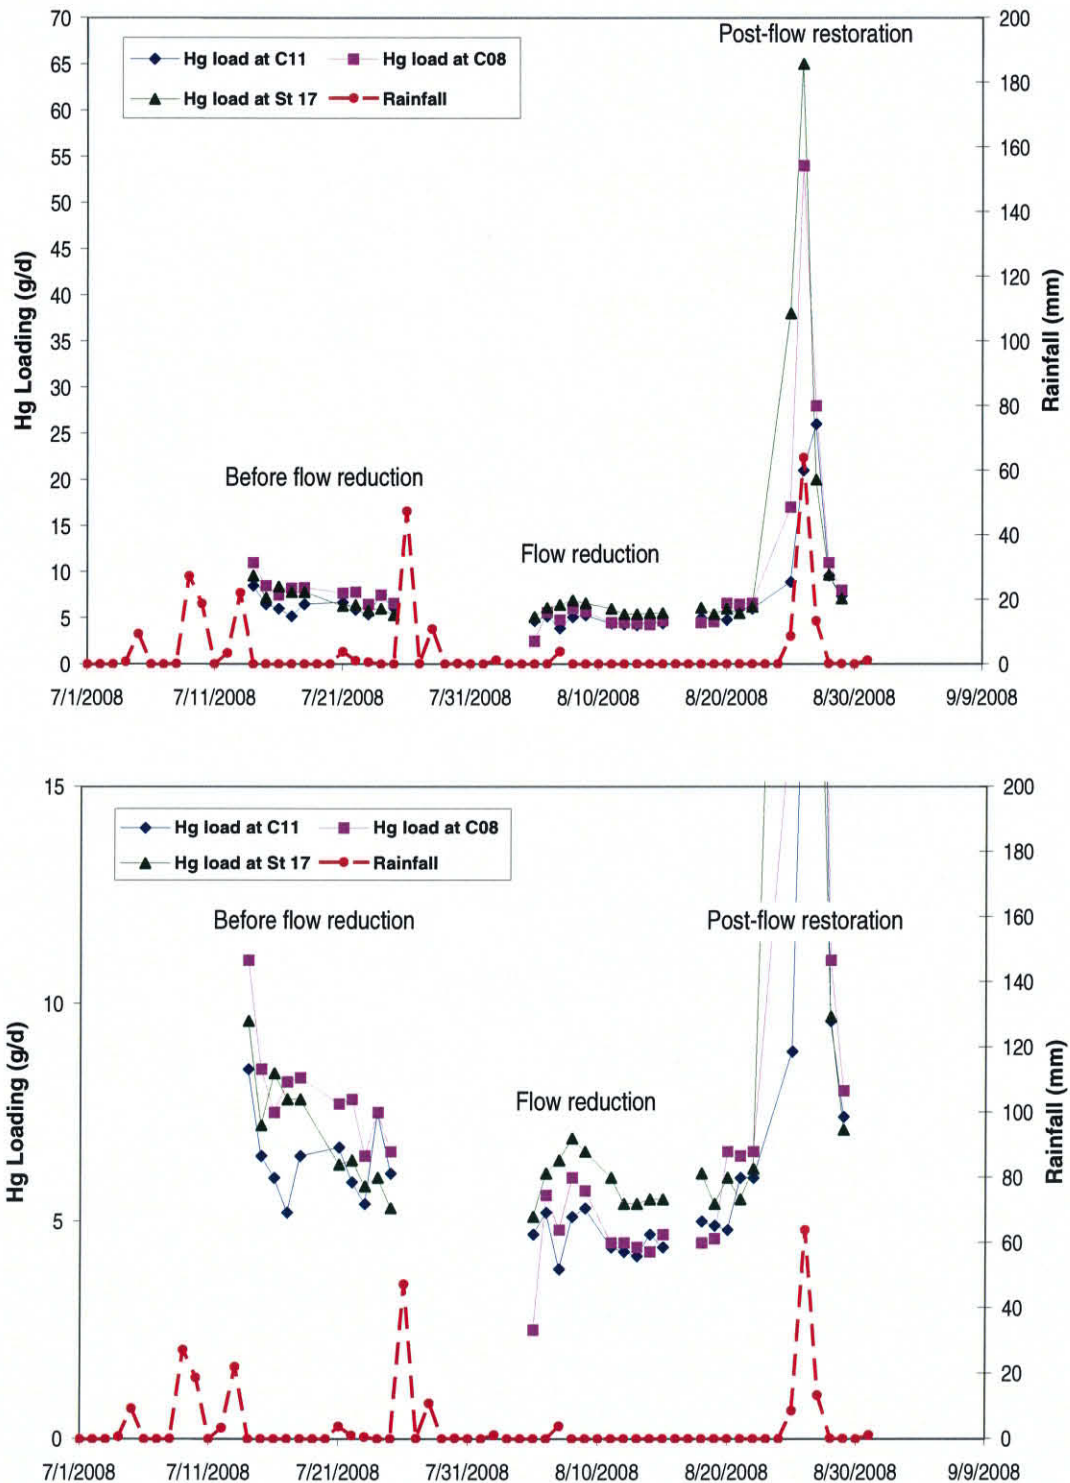 Post-flow restoration
Hg load at C11 Hg load at C08
Hg load at St 17 Rainfall
Before flow reduction
Flow reduction
Hg Loading (g/d)
70
65
60
55
50
45
40
35
30
25
20
15
10
5
0
200
180
160
140
120
100
80
60
40
20
0
Rainfall (mm)
7/1/2008 7/11/2008 7/21/2008 7/31/2008 8/10/2008 8/20/2008 8/30/2008 9/9/2008
Hg load at C11 Hg load at C08
Hg load at St 17 Rainfall
Before flow reduction
Post-flow restoration
Flow reduction
Hg Loading (g/d)
15
10
5
0
200
180
160
140
120
100
80
60
40
20
0
Rainfall (mm)
7/1/2008 7/11/2008 7/21/2008 7/31/2008 8/10/2008 8/20/2008 8/30/2008 9/9/2008